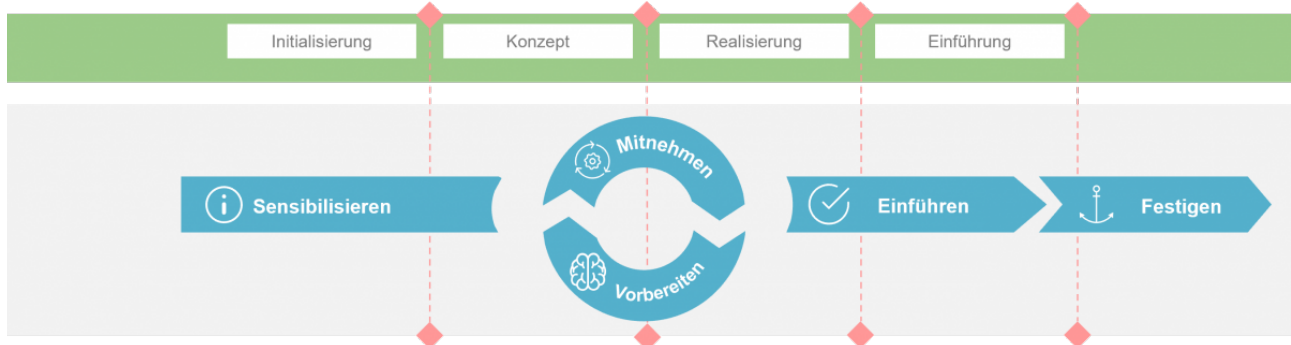 Initialisierung
Konzept
Realisierung
Einführung
Sensibilisieren
Mitnehmen
Vorbereiten
Einführen
Festigen